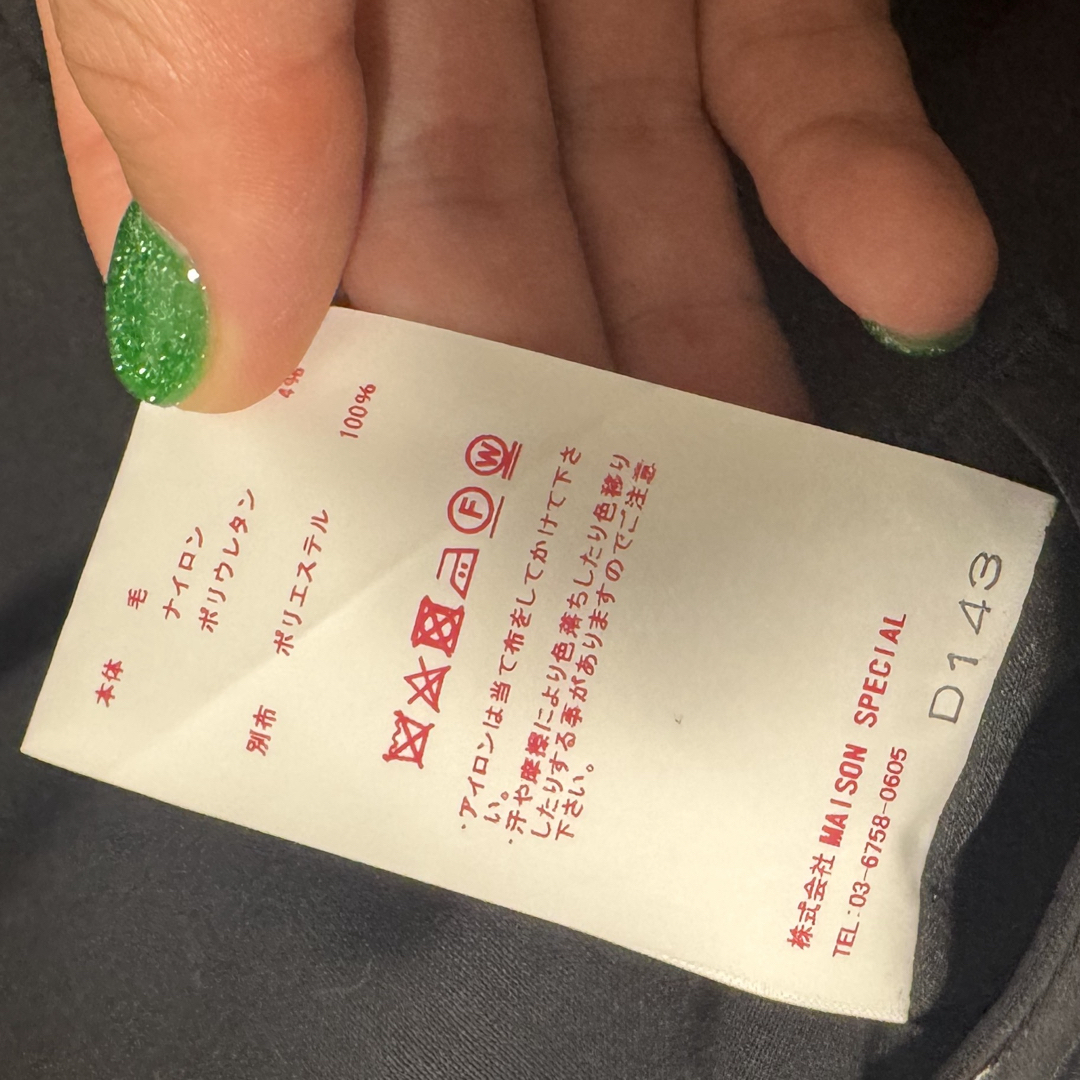 本体 毛
ナイロン
ポリウレタン 4%
別布 ポリエステル 100%
W
F
・アイロンは当て布をしてかけて下さ
い。
・汗や摩擦により色落ちしたり色移り
したりする事がありますのでご注意
下さい。
株式会社 MAISON SPECIAL
TEL:03-6758-0605
D143